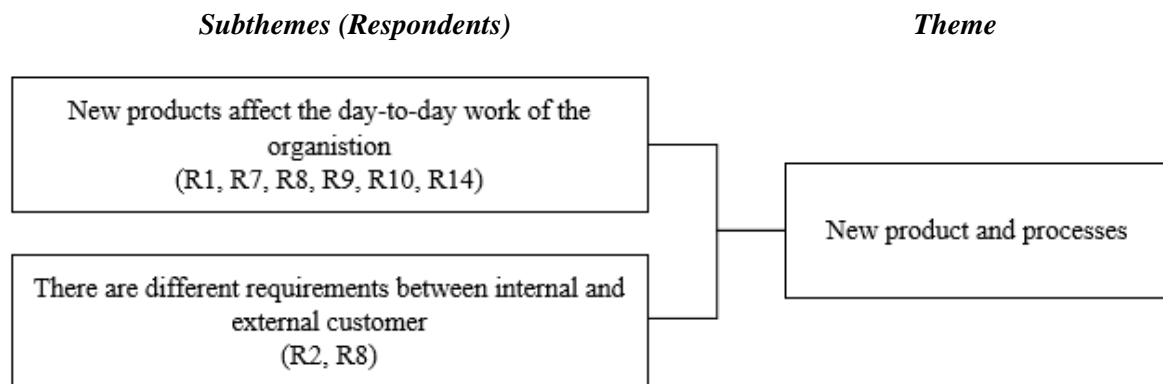 Subthemes (Respondents)
Theme
New products affect the day-to-day work of the
organistion
(R1, R7, R8, R9, R10, R14)
New product and processes
There are different requirements between internal and
external customer
(R2, R8)